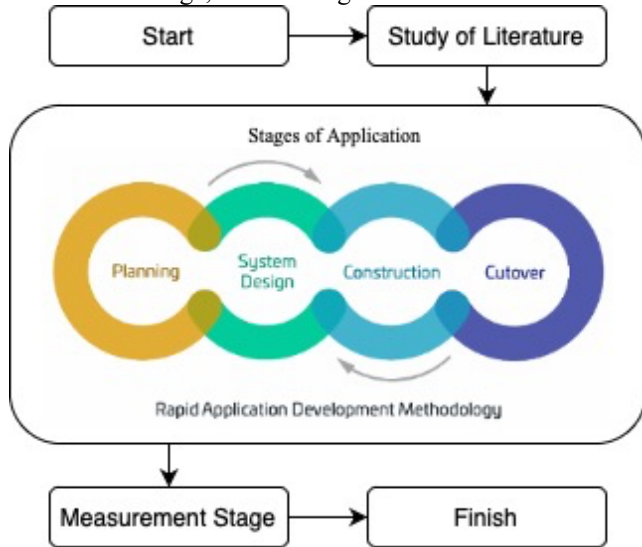 Start
Study of Literature
Stages of Application
Planning
System
Design
Construction
Cutover
Rapid Application Development Methodology
Measurement Stage
Finish